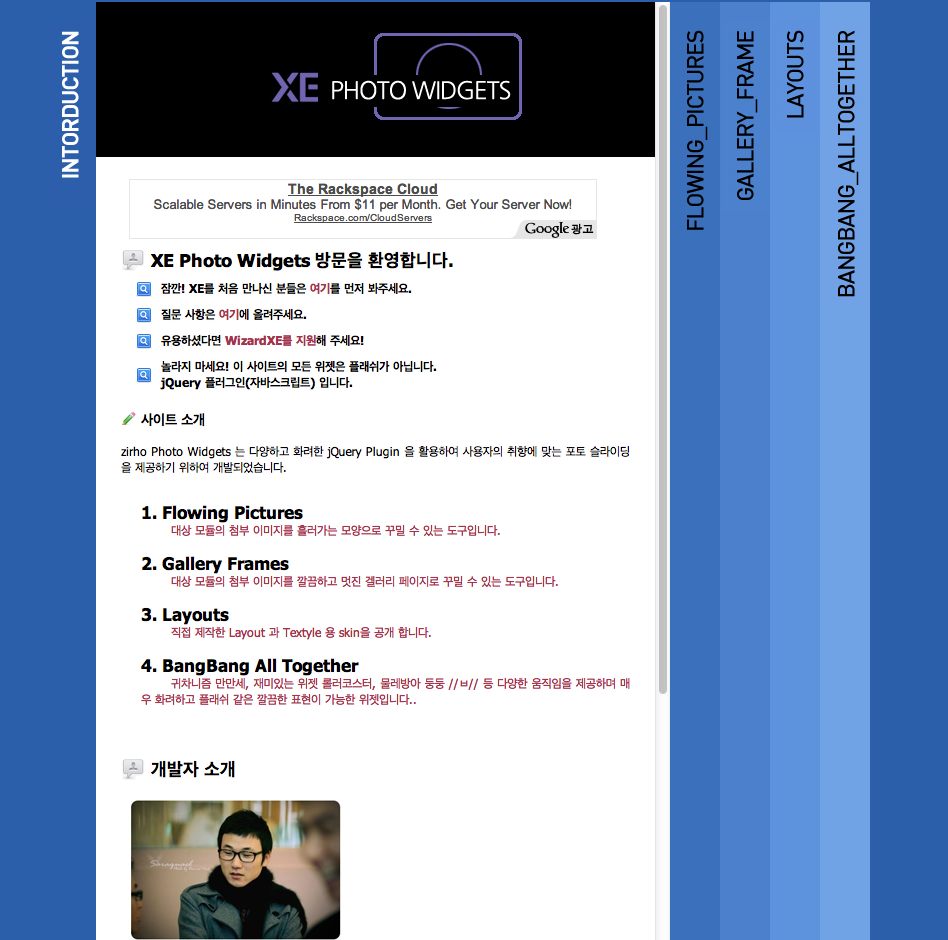 INTORDUCTION
XE PHOTO WIDGETS
The Rackspace Cloud
Scalable Servers in Minutes From $11 per Month. Get Your Server Now!
Rackspace.com/CloudServers
Google 광고
XE Photo Widgets 방문을 환영합니다.
잠깐! XE를 처음 만나신 분들은 여기를 먼저 봐주세요.
질문 사항은 여기에 올려주세요.
유용하셨다면 WizardXE를 지원해 주세요!
놀라지 마세요! 이 사이트의 모든 위젯은 플래쉬가 아닙니다.
jQuery 플러그인(자바스크립트) 입니다.
사이트 소개
zirho Photo Widgets 는 다양하고 화려한 jQuery Plugin 을 활용하여 사용자의 취향에 맞는 포토 슬라이딩
을 제공하기 위하여 개발되었습니다.
1. Flowing Pictures
대상 모듈의 첨부 이미지를 흘러가는 모양으로 꾸밀 수 있는 도구입니다.
2. Gallery Frames
대상 모듈의 첨부 이미지를 깔끔하고 멋진 겔러리 페이지로 꾸밀 수 있는 도구입니다.
3. Layouts
직접 제작한 Layout 과 Textyle 용 skin을 공개 합니다.
4. BangBang All Together
귀차니즘 만만세, 재미있는 위젯 롤러코스터, 물레방아 둥둥 //ㅂ// 등 다양한 움직임을 제공하며 매
우 화려하고 플래쉬 같은 깔끔한 표현이 가능한 위젯입니다..
개발자 소개
FLOWING_PICTURES
GALLERY_FRAME
LAYOUTS
BANGBANG_ALLTOGETHER